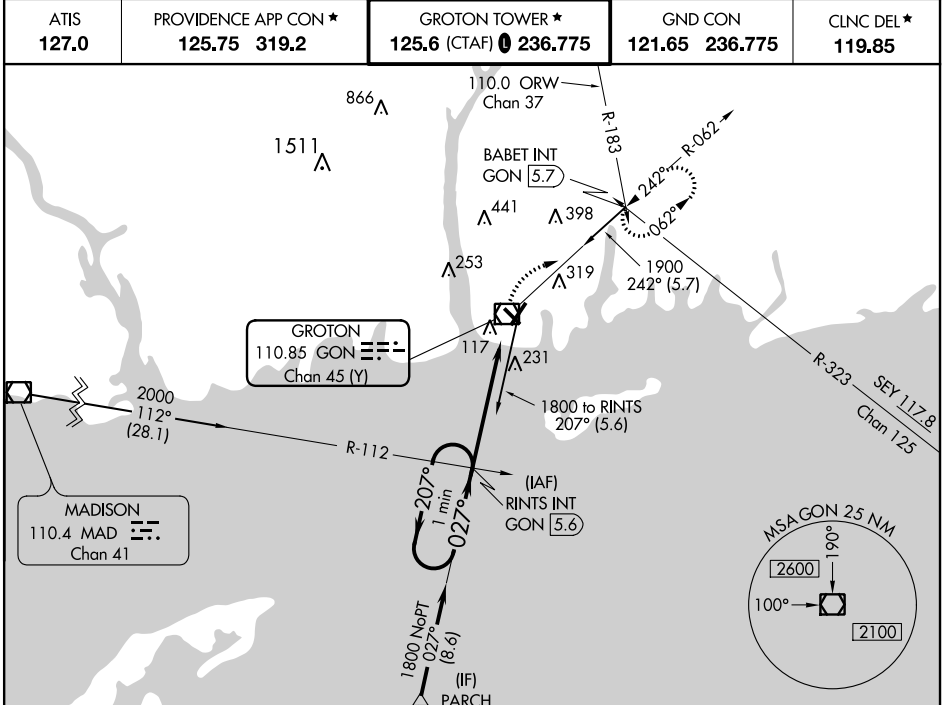 ATIS
127.0
PROVIDENCE APP CON ★
125.75 319.2
GROTON TOWER ★
125.6 (CTAF) L 236.775
GND CON
121.65 236.775
CLNC DEL ★
119.85
110.0 ORW
Chan 37
R-183
866
1511
BABET INT
GON 5.7
R-062
242°
062°
441
398
253
319
1900
242° (5.7)
GROTON
110.85 GON
Chan 45 (Y)
117
231
R-323
SEY 117.8
Chan 125
2000
112°
(28.1)
1800 to RINTS
207° (5.6)
R-112
207°
1 min
027°
(IAF)
RINTS INT
GON 5.6
MADISON
110.4 MAD
Chan 41
MSA GON 25 NM
190°
2600
100°
2100
1800 NoPT
027°
(8.6)
(IF)
PARCH